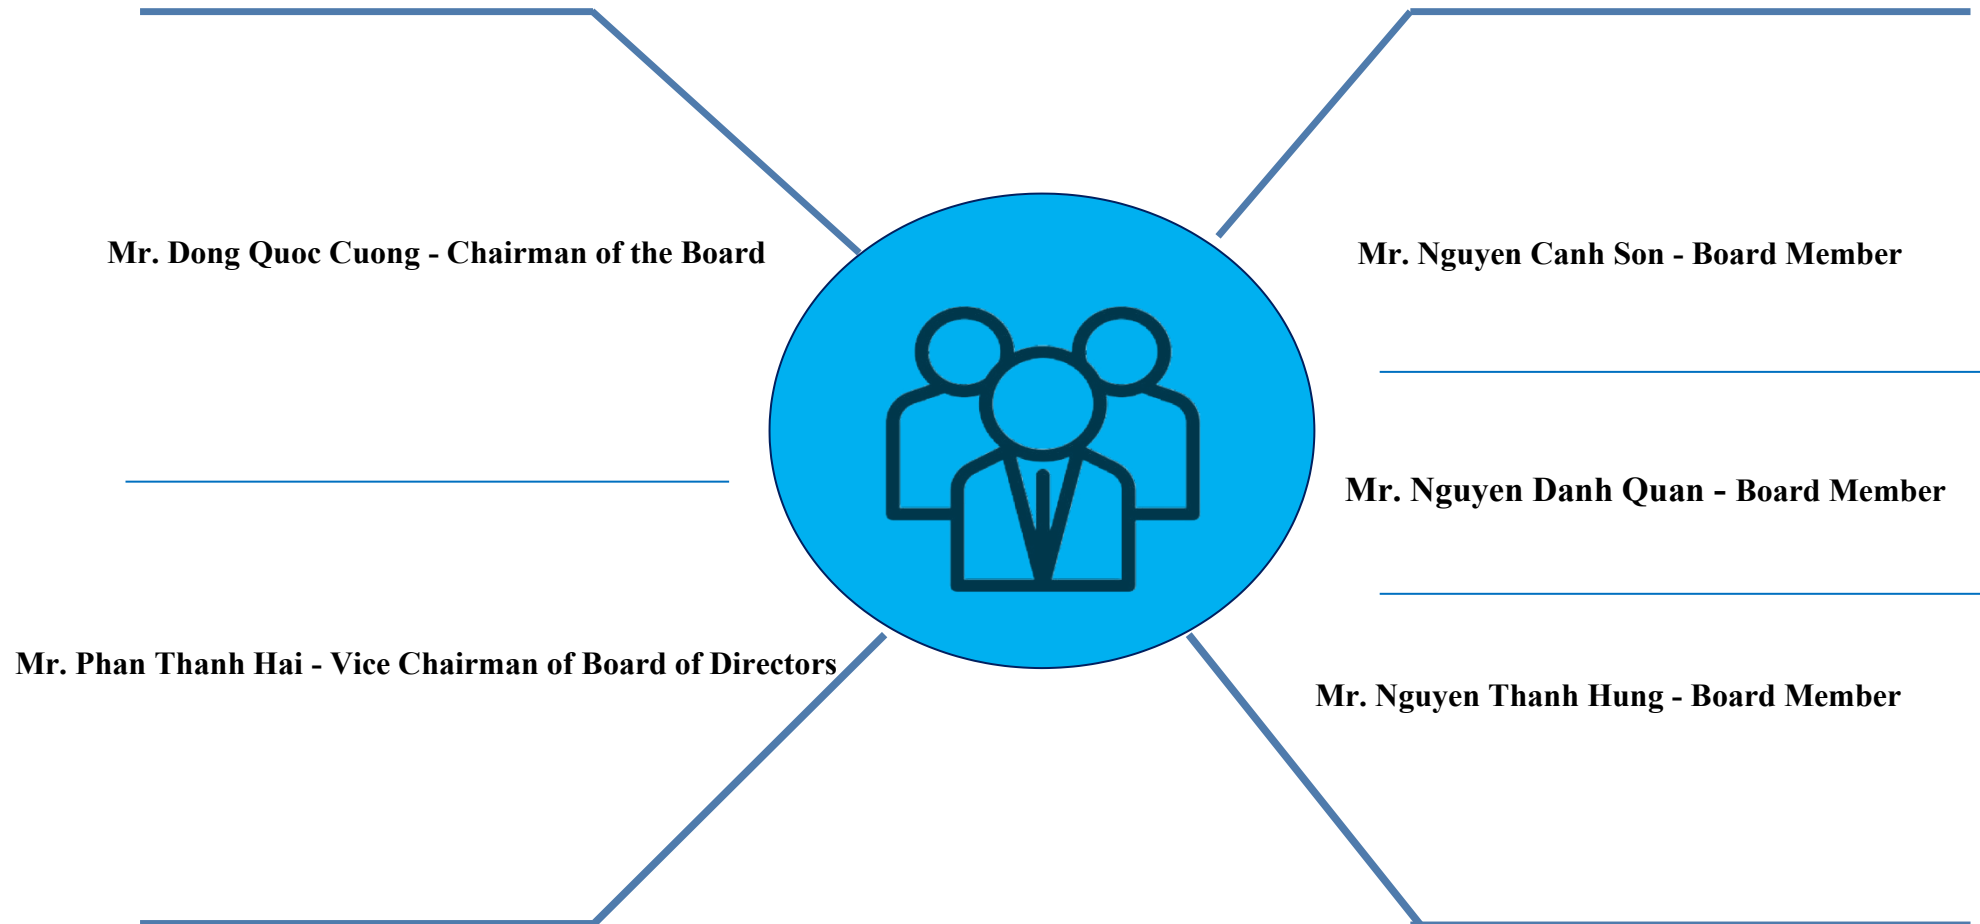 Mr. Dong Quoc Cuong - Chairman of the Board
Mr. Phan Thanh Hai - Vice Chairman of Board of Directors
Mr. Nguyen Canh Son - Board Member
Mr. Nguyen Danh Quan - Board Member
Mr. Nguyen Thanh Hung - Board Member